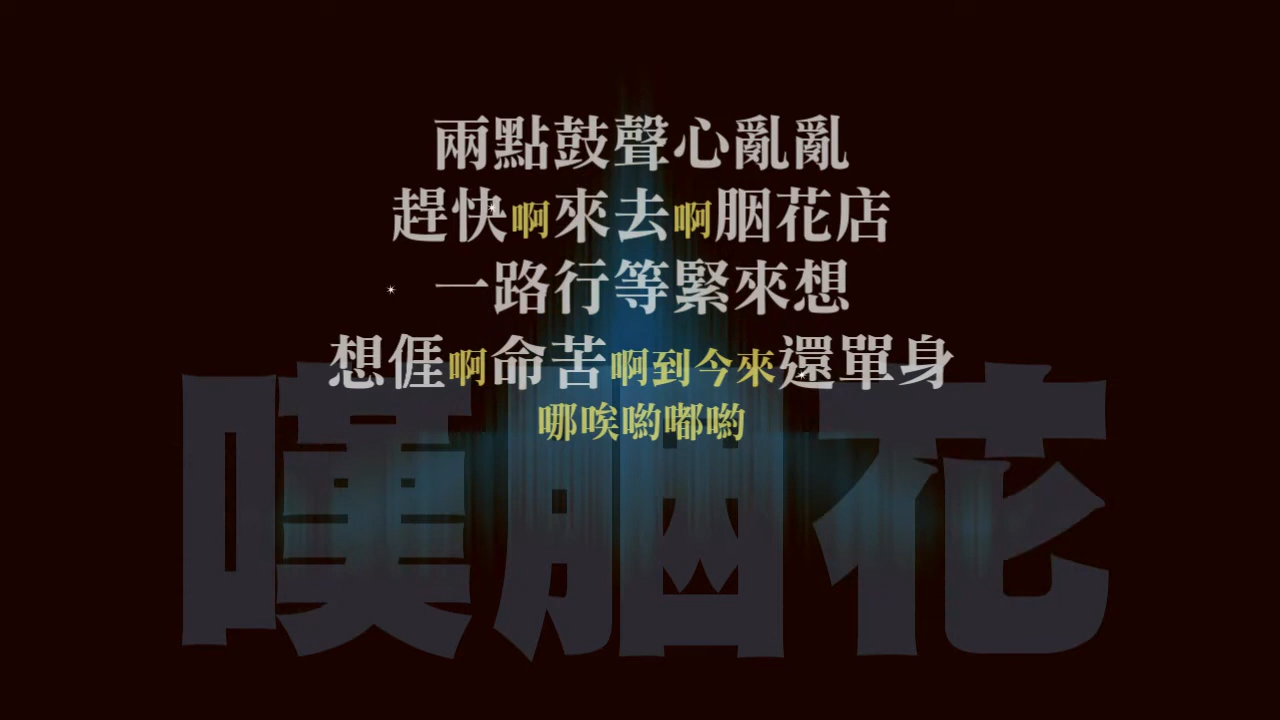 兩點鼓聲心亂亂
趕快啊來去啊胭花店
一路行等緊來想
想𠊎啊命苦啊到今來還單身
哪唉喲嘟喲
嘆胭花